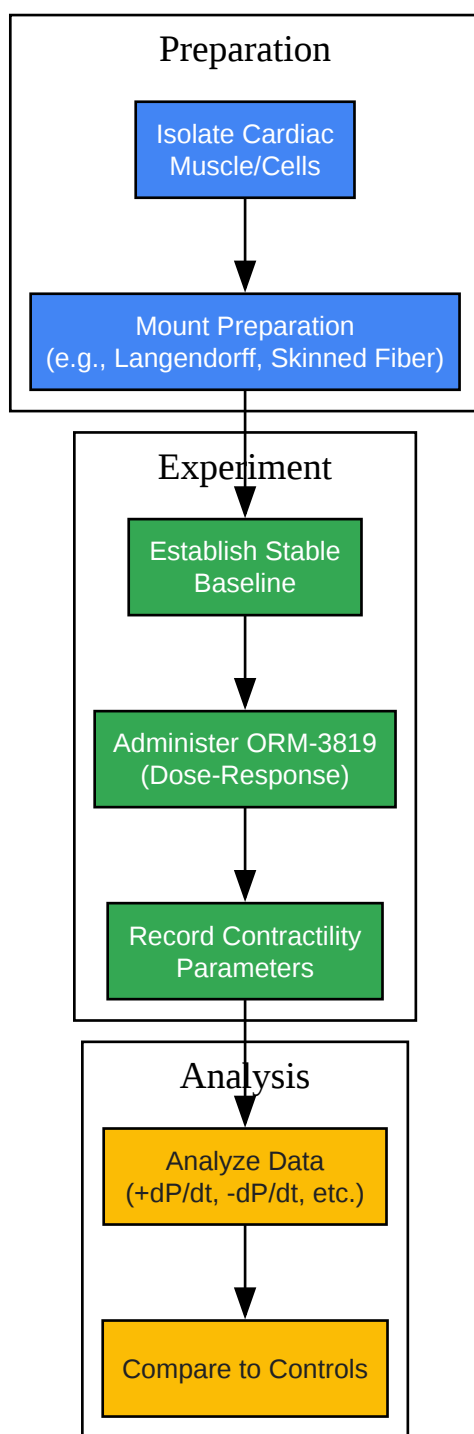 Preparation
Isolate Cardiac
Muscle/Cells
Mount Preparation
(e.g., Langendorff, Skinned Fiber)
Experiment
Establish Stable
Baseline
Administer ORM-3819
(Dose-Response)
Record Contractility
Parameters
Analysis
Analyze Data
(+dP/dt, -dP/dt, etc.)
Compare to Controls